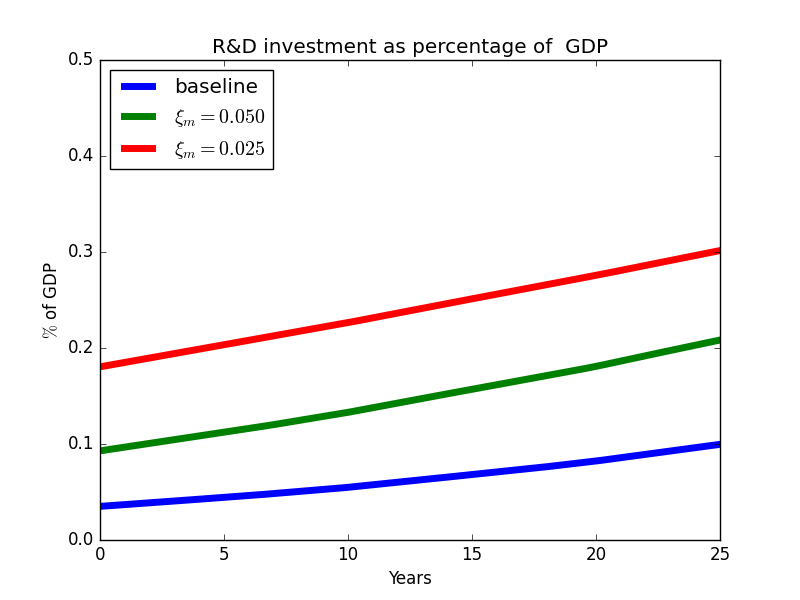 R&D investment as percentage of  GDP
baseline
ξₘ = 0.050
ξₘ = 0.025
% of GDP
0.5
0.4
0.3
0.2
0.1
0.0
0 5 10 15 20 25
Years